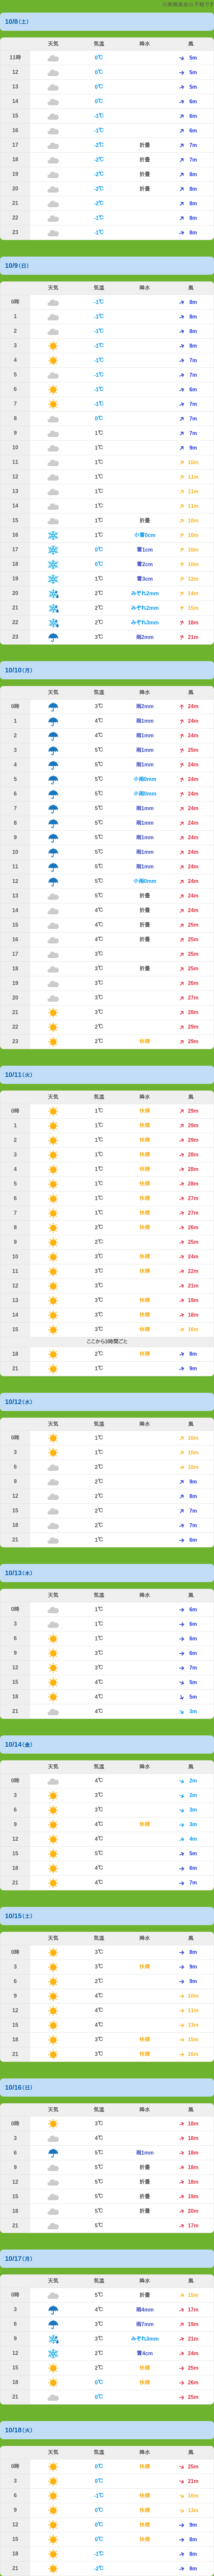 10/8(土)
天気 気温 降水 風
11時 0℃ 5m
12 0℃ 5m
13 0℃ 5m
14 0℃ 6m
15 -1℃ 6m
16 -1℃ 6m
17 -2℃ 折曇 7m
18 -2℃ 折曇 7m
19 -2℃ 折曇 8m
20 -2℃ 折曇 8m
21 -2℃ 8m
22 -1℃ 8m
23 -1℃ 8m
10/9(日)
天気 気温 降水 風
0時 -1℃ 8m
1 -1℃ 8m
2 -1℃ 8m
3 -1℃ 8m
4 -1℃ 7m
5 -1℃ 7m
6 -1℃ 6m
7 -1℃ 7m
8 0℃ 7m
9 1℃ 7m
10 1℃ 9m
11 1℃ 10m
12 1℃ 11m
13 1℃ 11m
14 1℃ 11m
15 1℃ 折曇 10m
16 1℃ 小雪0cm 10m
17 0℃ 雪1cm 10m
18 0℃ 雪2cm 10m
19 1℃ 雪3cm 12m
20 2℃ みぞれ2mm 14m
21 2℃ みぞれ2mm 15m
22 2℃ みぞれ3mm 18m
23 3℃ 雨2mm 21m
10/10(月)
天気 気温 降水 風
0時 3℃ 雨2mm 24m
1 4℃ 雨1mm 24m
2 4℃ 雨1mm 24m
3 5℃ 雨1mm 25m
4 5℃ 雨1mm 24m
5 5℃ 小雨0mm 24m
6 5℃ 小雨0mm 24m
7 5℃ 雨1mm 24m
8 5℃ 雨1mm 24m
9 5℃ 雨1mm 24m
10 5℃ 雨1mm 24m
11 5℃ 雨1mm 24m
12 5℃ 小雨0mm 24m
13 5℃ 折曇 24m
14 4℃ 折曇 24m
15 4℃ 折曇 25m
16 4℃ 折曇 25m
17 3℃ 25m
18 3℃ 折曇 25m
19 3℃ 26m
20 3℃ 27m
21 3℃ 28m
22 2℃ 29m
23 2℃ 快晴 29m
10/11(火)
天気 気温 降水 風
0時 1℃ 快晴 29m
1 1℃ 快晴 29m
2 1℃ 快晴 29m
3 1℃ 快晴 28m
4 1℃ 快晴 28m
5 1℃ 快晴 28m
6 1℃ 快晴 27m
7 1℃ 快晴 27m
8 2℃ 快晴 26m
9 2℃ 25m
10 3℃ 快晴 24m
11 3℃ 快晴 22m
12 3℃ 21m
13 3℃ 快晴 19m
14 3℃ 快晴 18m
15 3℃ 快晴 16m
ここから3時間ごと
18 2℃ 快晴 8m
21 1℃ 9m
10/12(水)
天気 気温 降水 風
0時 1℃ 10m
3 1℃ 10m
6 2℃ 10m
9 2℃ 9m
12 2℃ 8m
15 2℃ 7m
18 2℃ 7m
21 1℃ 6m
10/13(木)
天気 気温 降水 風
0時 1℃ 6m
3 1℃ 6m
6 1℃ 6m
9 3℃ 6m
12 3℃ 7m
15 4℃ 5m
18 4℃ 5m
21 4℃ 3m
10/14(金)
天気 気温 降水 風
0時 4℃ 2m
3 3℃ 2m
6 3℃ 3m
9 4℃ 快晴 3m
12 4℃ 4m
15 5℃ 5m
18 4℃ 6m
21 4℃ 7m
10/15(土)
天気 気温 降水 風
0時 3℃ 8m
3 3℃ 快晴 9m
6 2℃ 9m
9 4℃ 10m
12 4℃ 11m
15 4℃ 13m
18 3℃ 快晴 15m
21 3℃ 快晴 16m
10/16(日)
天気 気温 降水 風
0時 3℃ 18m
3 4℃ 18m
6 5℃ 雨1mm 18m
9 5℃ 折曇 18m
12 5℃ 折曇 18m
15 5℃ 折曇 19m
18 5℃ 折曇 20m
21 5℃ 17m
10/17(月)
天気 気温 降水 風
0時 5℃ 折曇 15m
3 4℃ 雨4mm 17m
6 3℃ 雨7mm 19m
9 3℃ みぞれ3mm 21m
12 2℃ 雪4cm 24m
15 2℃ 快晴 25m
18 0℃ 快晴 26m
21 0℃ 25m
10/18(火)
天気 気温 降水 風
0時 0℃ 快晴 25m
3 0℃ 21m
6 -1℃ 快晴 16m
9 0℃ 快晴 13m
12 0℃ 快晴 9m
15 0℃ 快晴 8m
18 -1℃ 8m
21 -2℃ 8m